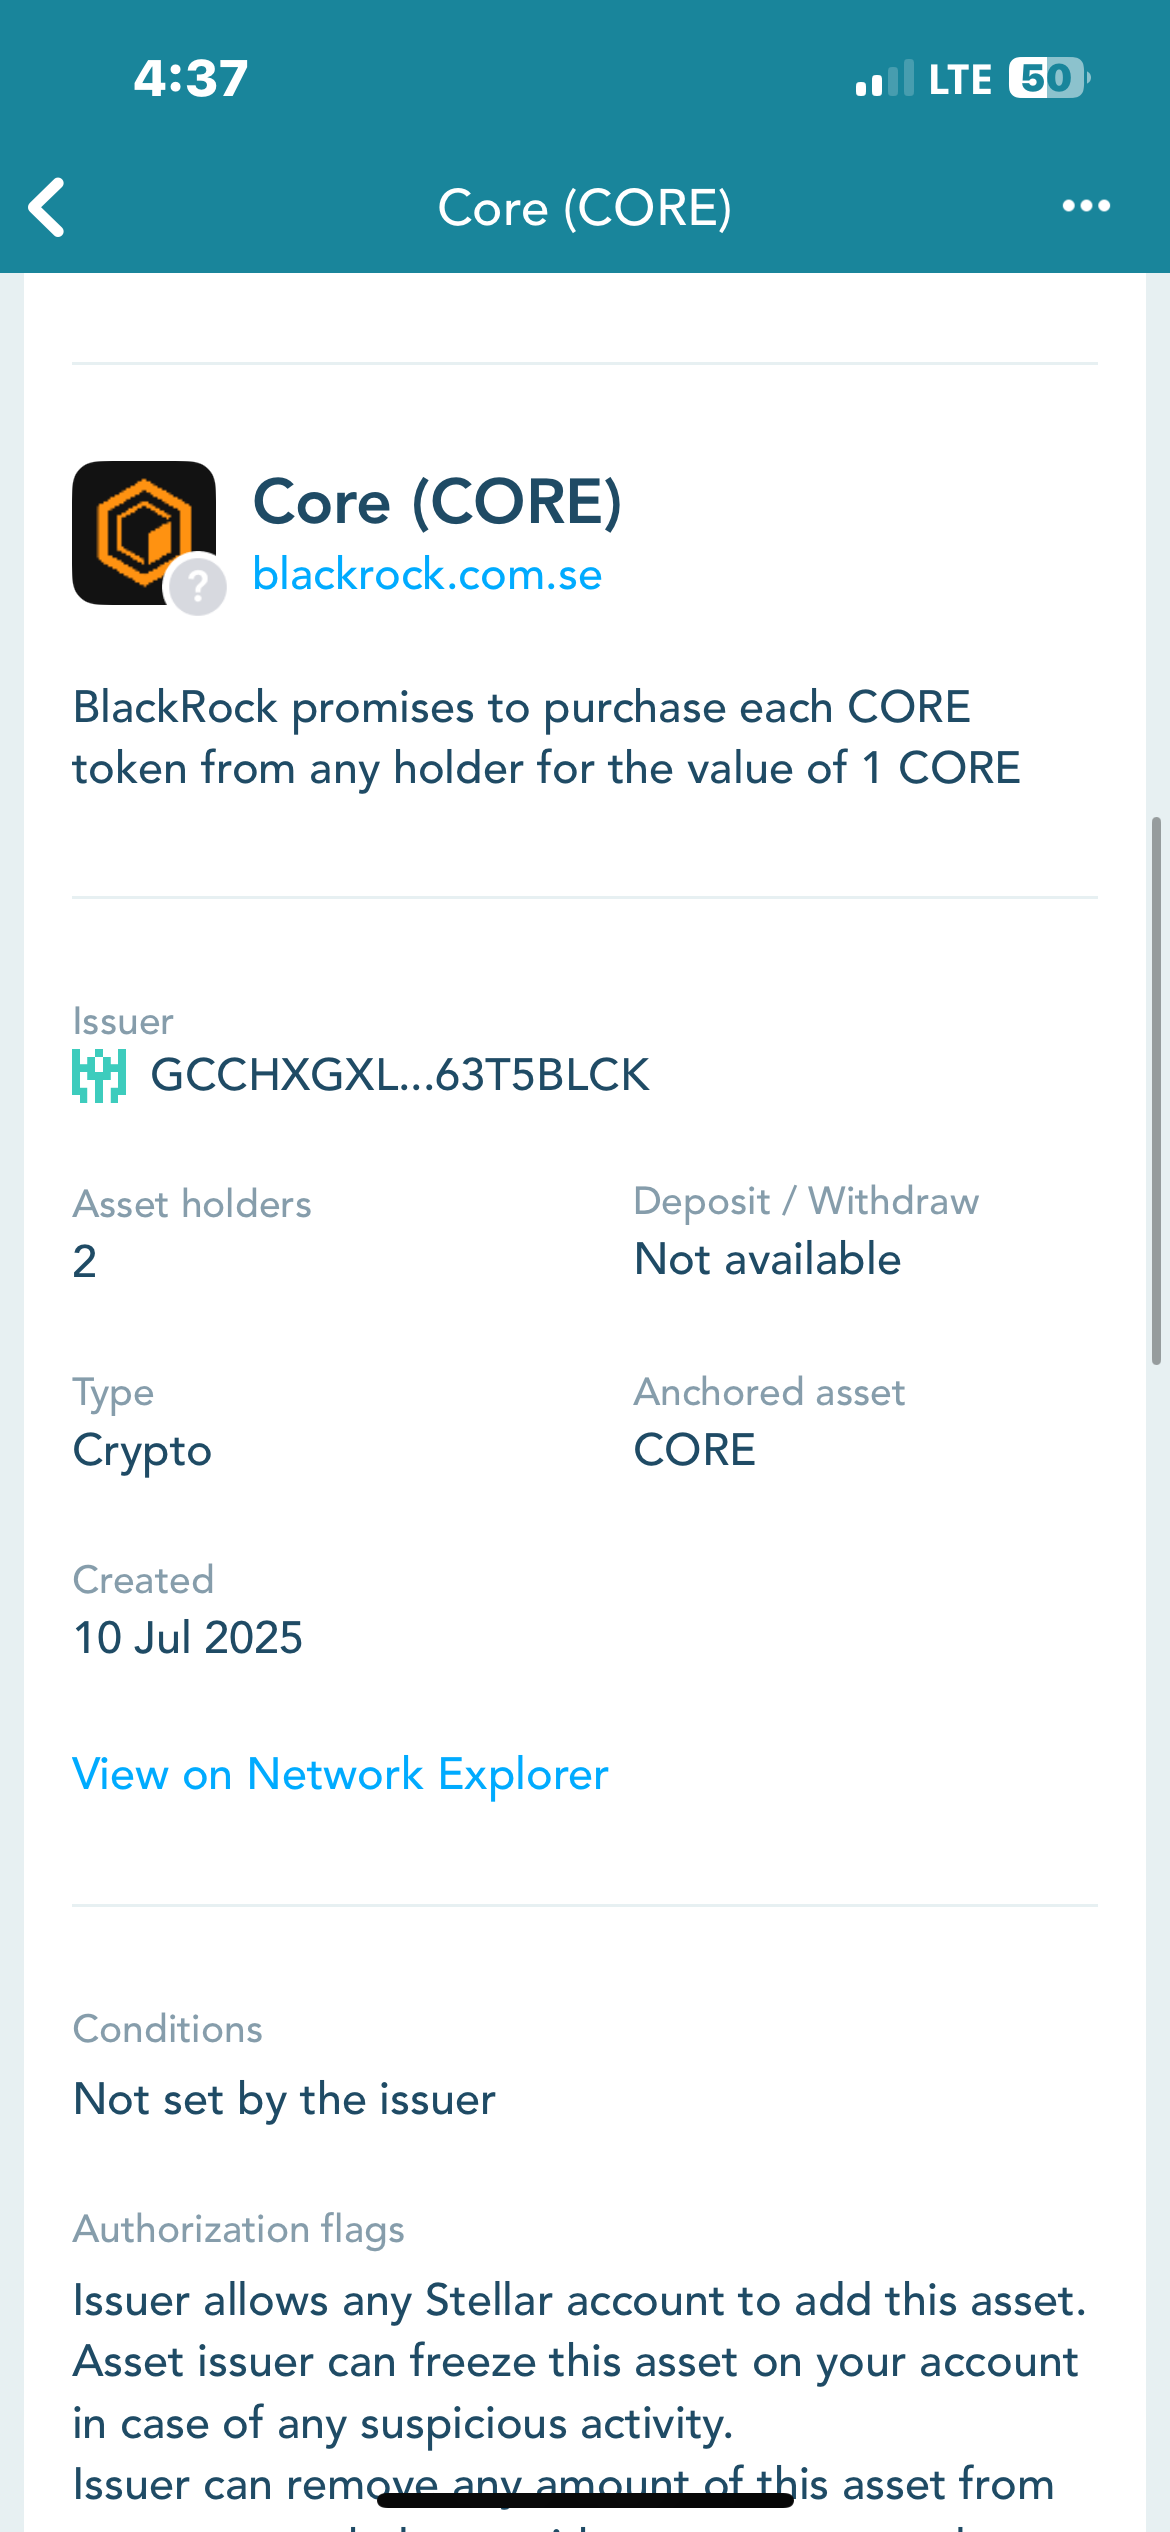 4:37
LTE 50
Core (CORE)
Core (CORE)
?
blackrock.com.se
BlackRock promises to purchase each CORE
token from any holder for the value of 1 CORE
Issuer
GCCHXGXL...63T5BLCK
Asset holders
2
Deposit / Withdraw
Not available
Type
Crypto
Anchored asset
CORE
Created
10 Jul 2025
View on Network Explorer
Conditions
Not set by the issuer
Authorization flags
Issuer allows any Stellar account to add this asset.
Asset issuer can freeze this asset on your account
in case of any suspicious activity.
Issuer can remove any amount of this asset from